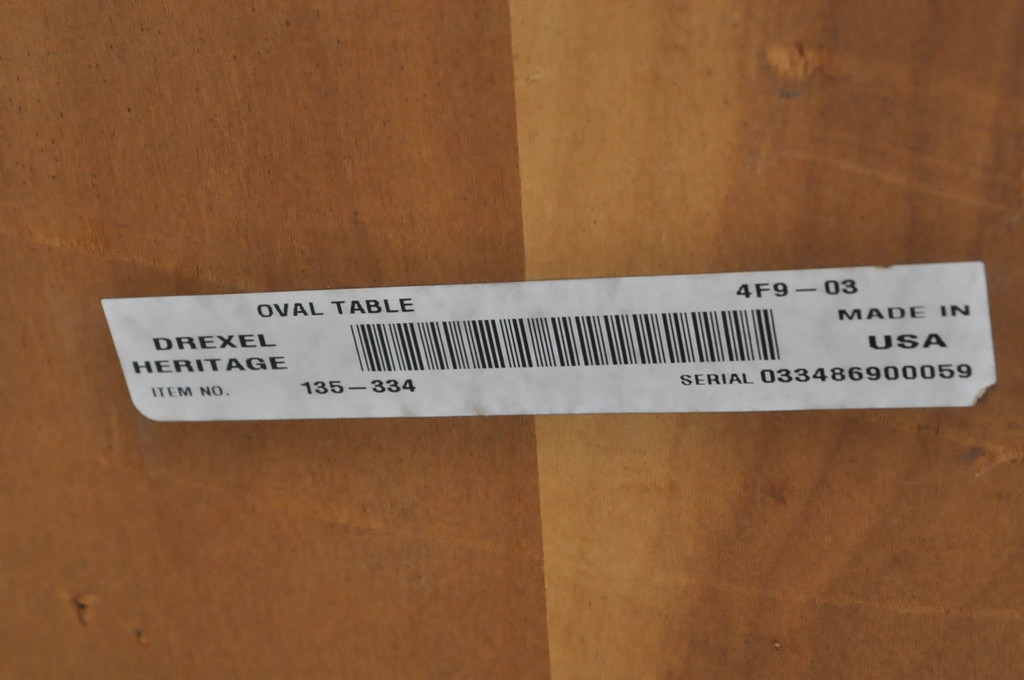 OVAL TABLE 4F9-03
DREXEL MADE IN
HERITAGE USA
ITEM NO. 135-334 SERIAL 033486900059